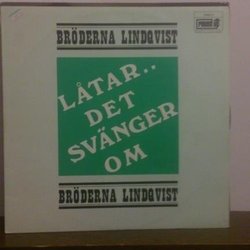 BRÖDERNA LINDQVIST
LÅTAR..
DET
SVÄNGER
OM
BRÖDERNA LINDQVIST